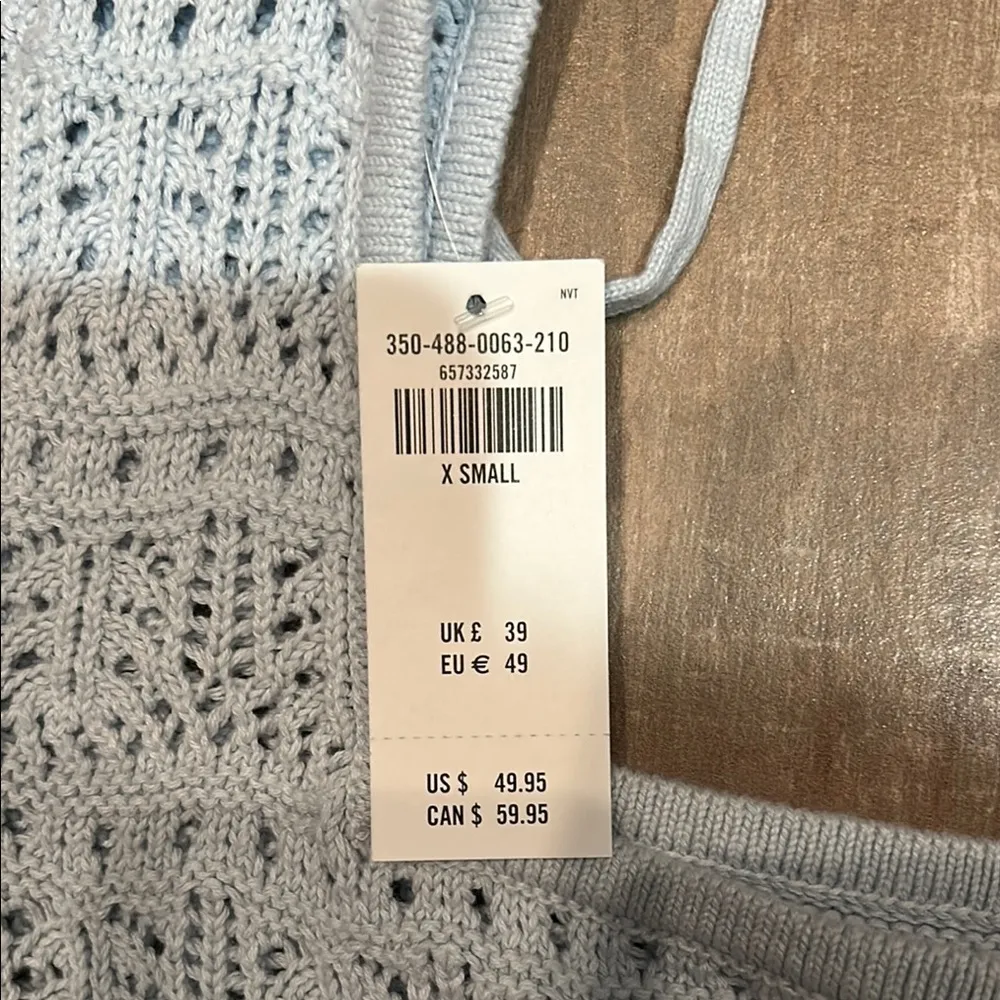 NVT
350-488-0063-210
657332587
X SMALL
UK £ 39
EU € 49
US $ 49.95
CAN $ 59.95